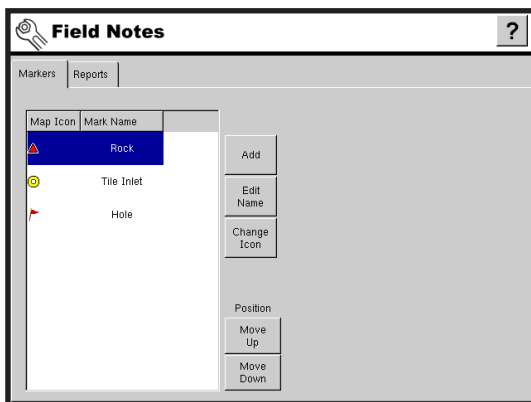 Field Notes
?
Markers Reports
Map Icon Mark Name
Rock
Tile Inlet
Hole
Add
Edit
Name
Change
Icon
Position
Move
Up
Move
Down